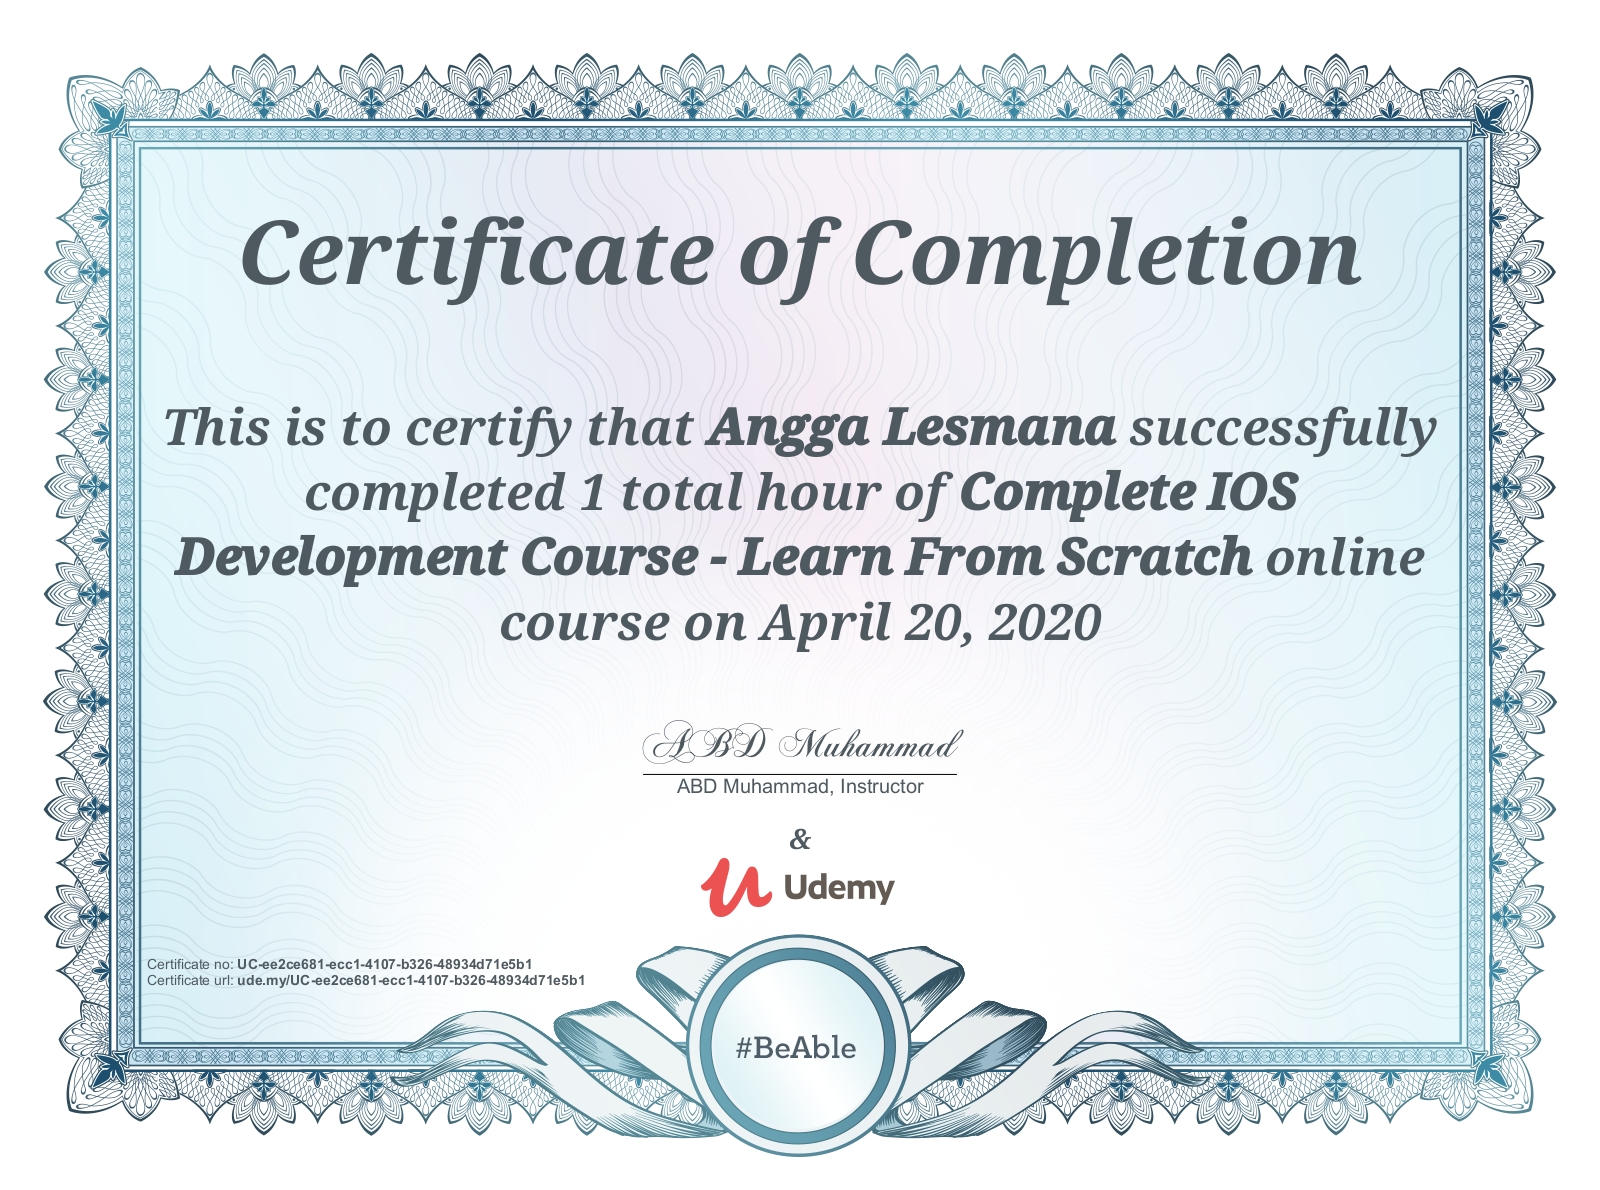 Certificate of Completion
This is to certify that Angga Lesmana successfully
completed 1 total hour of Complete IOS
Development Course - Learn From Scratch online
course on April 20, 2020
ABD Muhammad
ABD Muhammad, Instructor
&
Udemy
Certificate no: UC-ee2ce681-ecc1-4107-b326-48934d71e5b1
Certificate url: ude.my/UC-ee2ce681-ecc1-4107-b326-48934d71e5b1
#BeAble